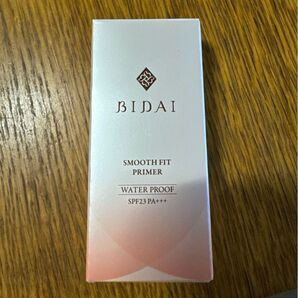 BIDAI
SMOOTH FIT
PRIMER
WATER PROOF
SPF23 PA+++